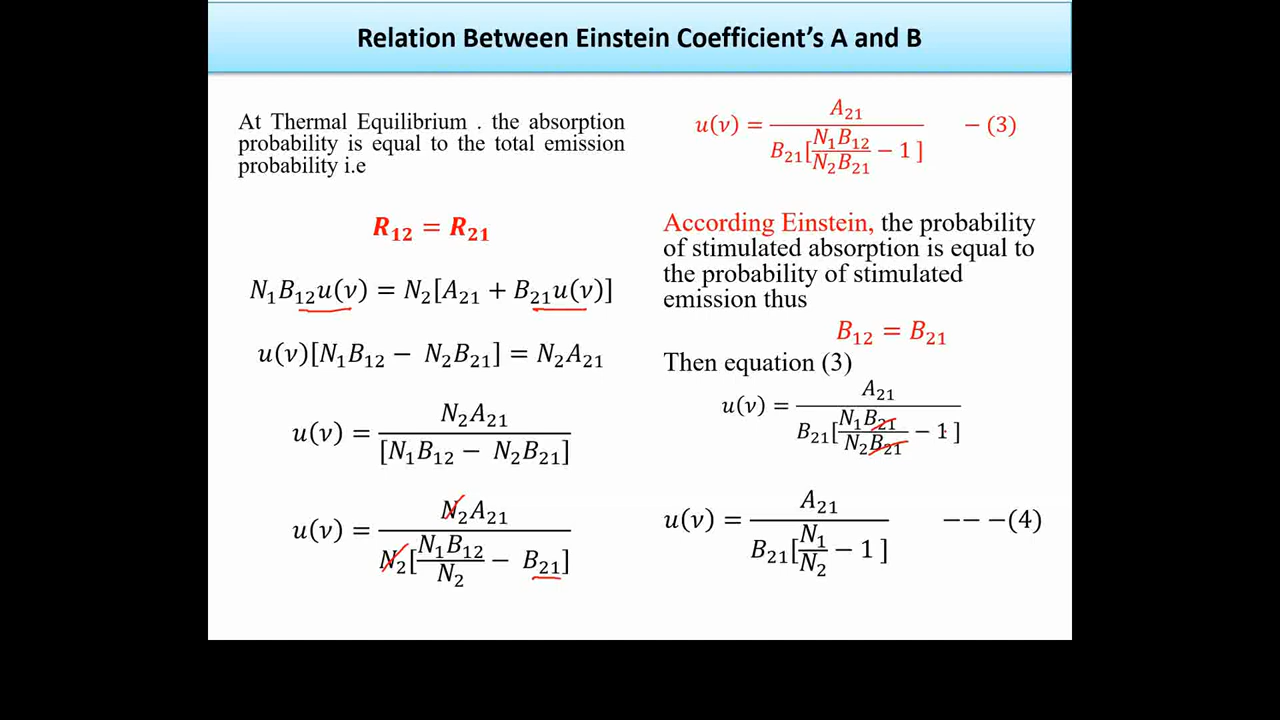 Relation Between Einstein Coefficient's A and B
At Thermal Equilibrium . the absorption
probability is equal to the total emission
probability i.e
R₁₂ = R₂₁
N₁B₁₂u(ν) = N₂[A₂₁ + B₂₁u(ν)]
u(ν)[N₁B₁₂ − N₂B₂₁] = N₂A₂₁
u(ν) = N₂A₂₁ / [N₁B₁₂ − N₂B₂₁]
u(ν) = N₂A₂₁ / N₂[N₁B₁₂ / N₂ − B₂₁]
u(ν) = A₂₁ / B₂₁[N₁B₁₂ / N₂B₂₁ − 1 ] − (3)
According Einstein, the probability
of stimulated absorption is equal to
the probability of stimulated
emission thus
B₁₂ = B₂₁
Then equation (3)
u(ν) = A₂₁ / B₂₁[N₁B₂₁ / N₂B₂₁ − 1 ]
u(ν) = A₂₁ / B₂₁[N₁ / N₂ − 1 ] − − −(4)